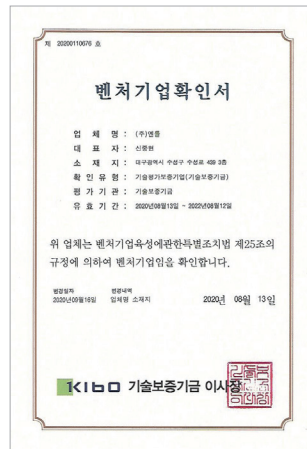 제 20200110676 호
벤처기업확인서
업 체 명 : (주)엔틀
대 표 자 : 신중현
소 재 지 : 대구광역시 수성구 수성로 409 3층
확 인 유 형 : 기술평가보증기업(기술보증기금)
평 가 기 관 : 기술보증기금
유 효 기 간 : 2020년08월13일 ~ 2022년08월12일
위 업체는 벤처기업육성에관한특별조치법 제25조의
규정에 의하여 벤처기업임을 확인합니다.
변경일자 변경내역
2020년09월16일 업체명 소재지
2020년 08월 13일
KIBO 기술보증기금 이사장